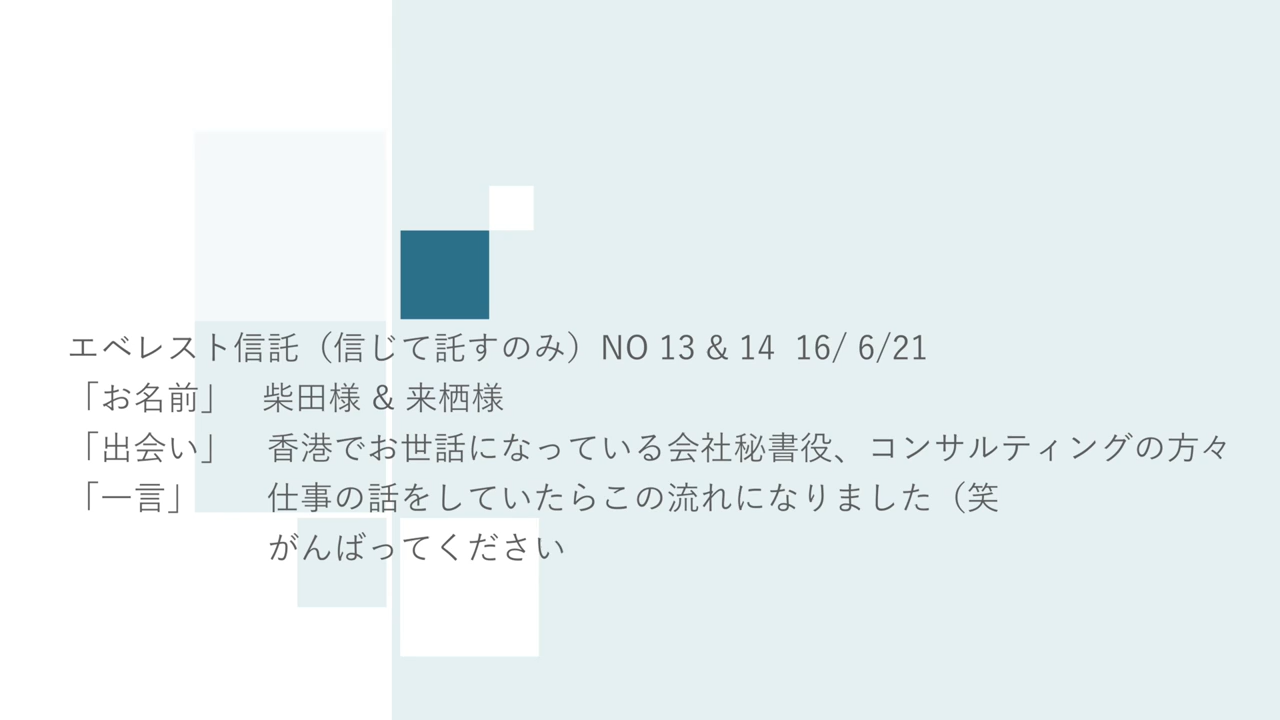 エベレスト信託（信じて託すのみ）NO 13 & 14  16/ 6/21
「お名前」　柴田様 & 来栖様
「出会い」　香港でお世話になっている会社秘書役、コンサルティングの方々
「一言」　　仕事の話をしていたらこの流れになりました（笑
がんばってください